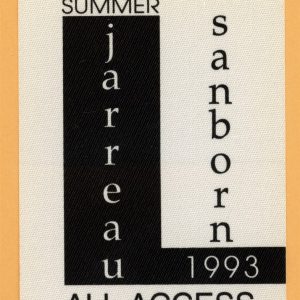 SUMMER
jarreau
sanborn
1993
ALL ACCESS